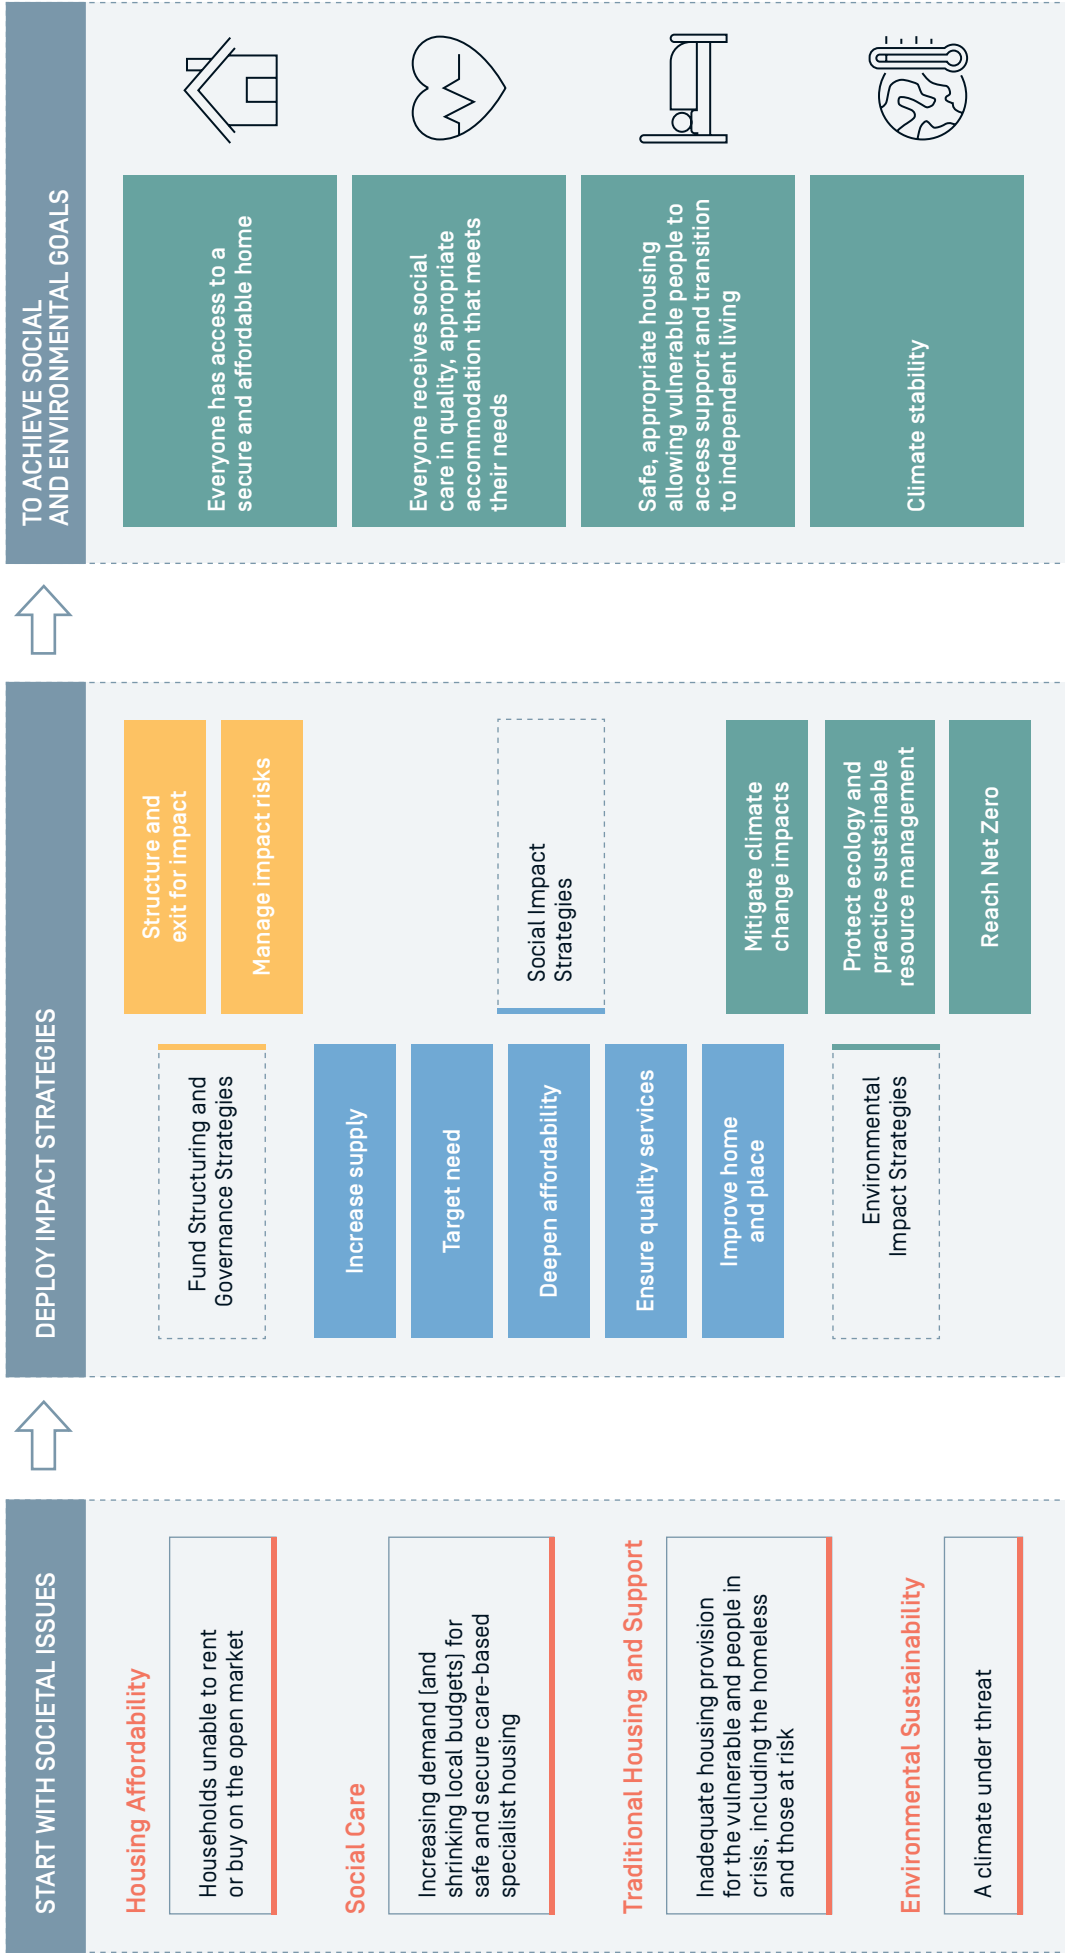 START WITH SOCIETAL ISSUES
Housing Affordability
Households unable to rent
or buy on the open market
Social Care
Increasing demand (and
shrinking local budgets) for
safe and secure care-based
specialist housing
Traditional Housing and Support
Inadequate housing provision
for the vulnerable and people in
crisis, including the homeless
and those at risk
Environmental Sustainability
A climate under threat
DEPLOY IMPACT STRATEGIES
Fund Structuring and
Governance Strategies
Structure and
exit for impact
Manage impact risks
Increase supply
Target need
Deepen affordability
Ensure quality services
Improve home
and place
Social Impact
Strategies
Environmental
Impact Strategies
Mitigate climate
change impacts
Protect ecology and
practice sustainable
resource management
Reach Net Zero
TO ACHIEVE SOCIAL
AND ENVIRONMENTAL GOALS
Everyone has access to a
secure and affordable home
Everyone receives social
care in quality, appropriate
accommodation that meets
their needs
Safe, appropriate housing
allowing vulnerable people to
access support and transition
to independent living
Climate stability